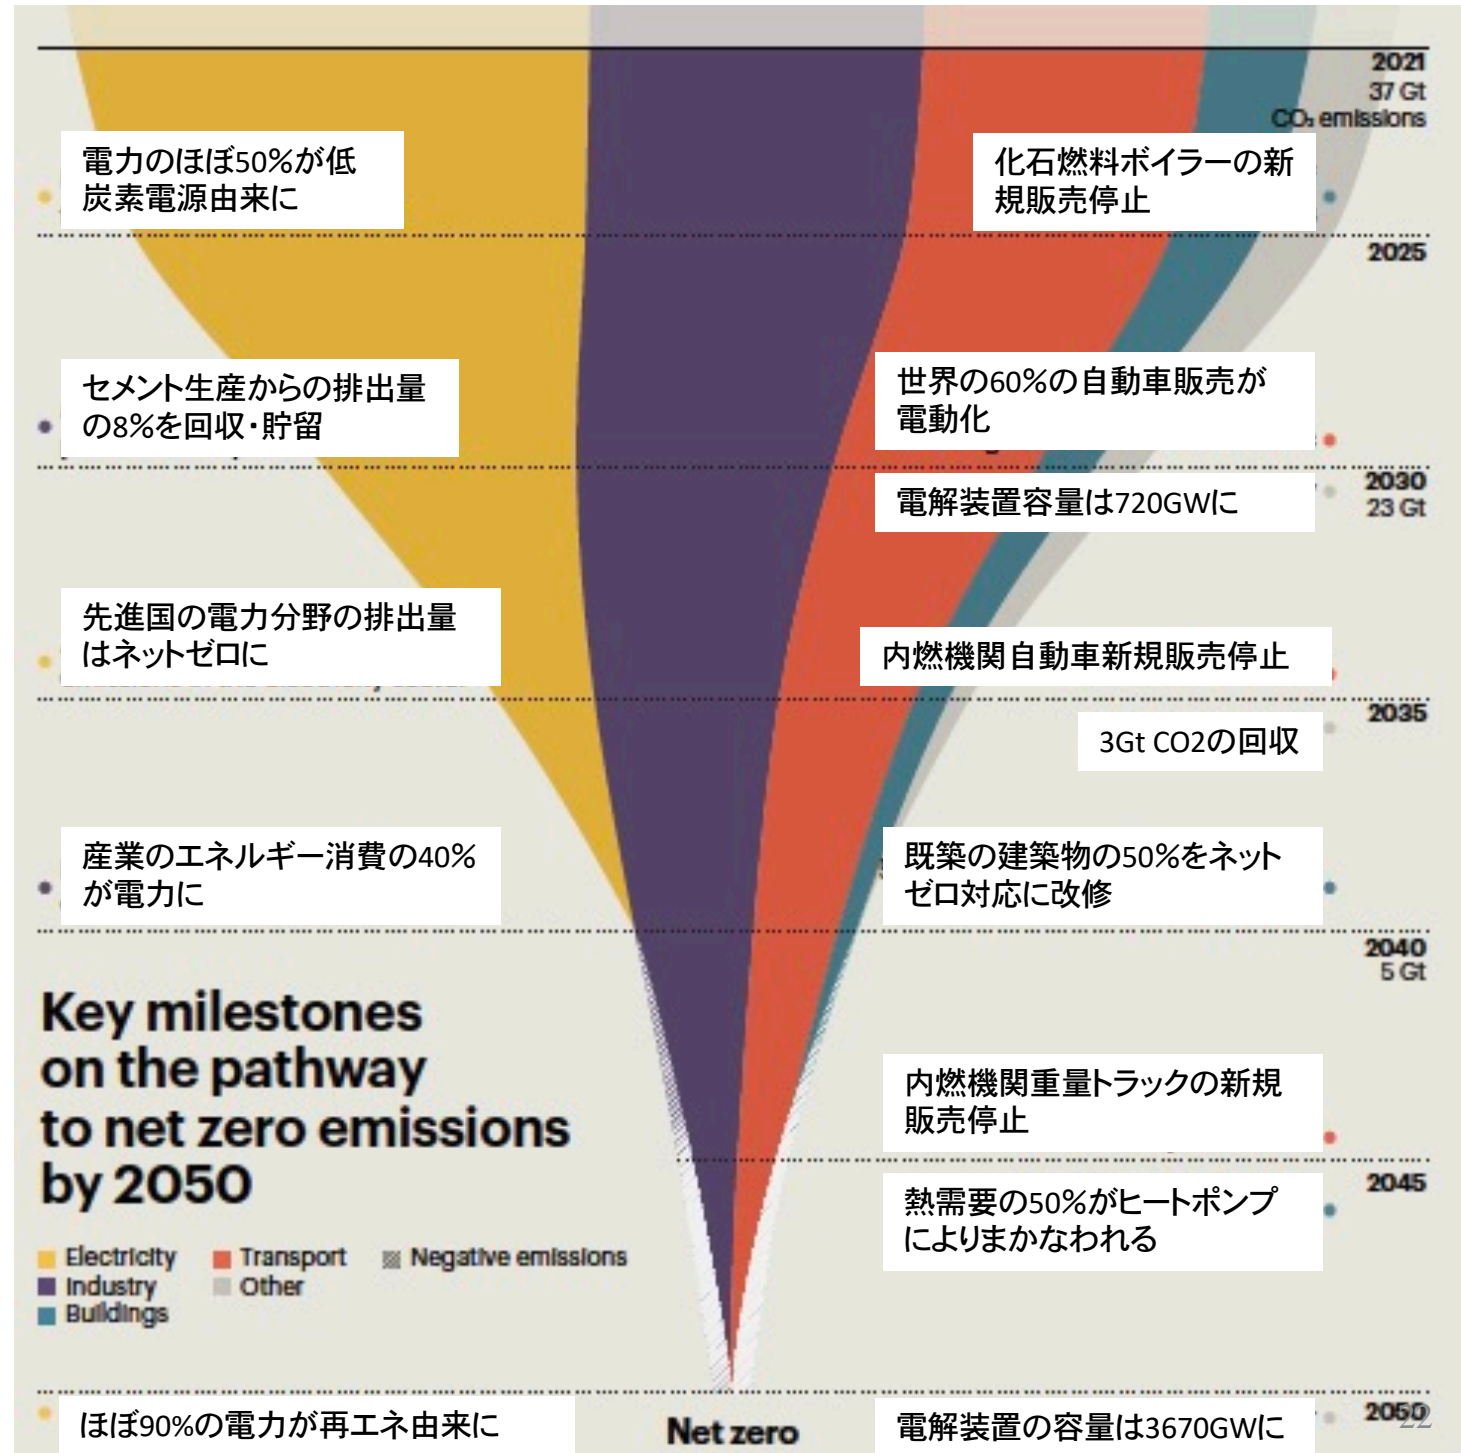 2021
37 Gt
CO₂ emissions
電力のほぼ50%が低
炭素電源由来に
化石燃料ボイラーの新
規販売停止
2025
セメント生産からの排出量
の8%を回収・貯留
世界の60%の自動車販売が
電動化
2030
23 Gt
電解装置容量は720GWに
先進国の電力分野の排出量
はネットゼロに
内燃機関自動車新規販売停止
2035
3Gt CO2の回収
産業のエネルギー消費の40%
が電力に
既築の建築物の50%をネット
ゼロ対応に改修
2040
5 Gt
Key milestones
on the pathway
to net zero emissions
by 2050
内燃機関重量トラックの新規
販売停止
2045
熱需要の50%がヒートポンプ
によりまかなわれる
Electricity
Transport
Negative emissions
Industry
Other
Buildings
ほぼ90%の電力が再エネ由来に
Net zero
電解装置の容量は3670GWに
2050
22